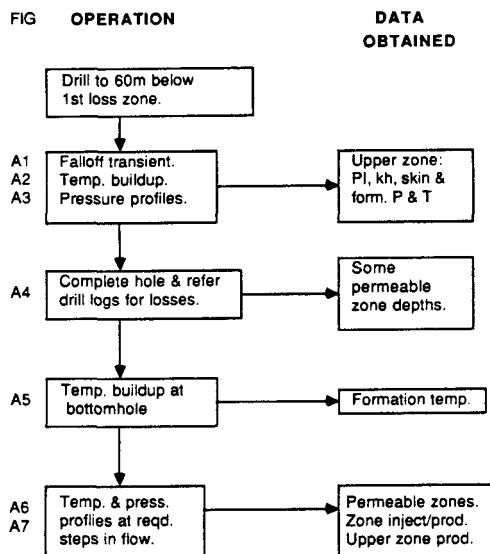 FIG OPERATION DATA
OBTAINED
Drill to 60m below
1st loss zone.
A1 Falloff transient.
A2 Temp. buildup.
A3 Pressure profiles.
Upper zone:
PI, kh, skin &
form. P & T
A4 Complete hole & refer
drill logs for losses.
Some
permeable
zone depths.
A5 Temp. buildup at
bottomhole
Formation temp.
A6 Temp. & press.
A7 proflies at reqd.
steps in flow.
Permeable zones.
Zone inject/prod.
Upper zone prod.